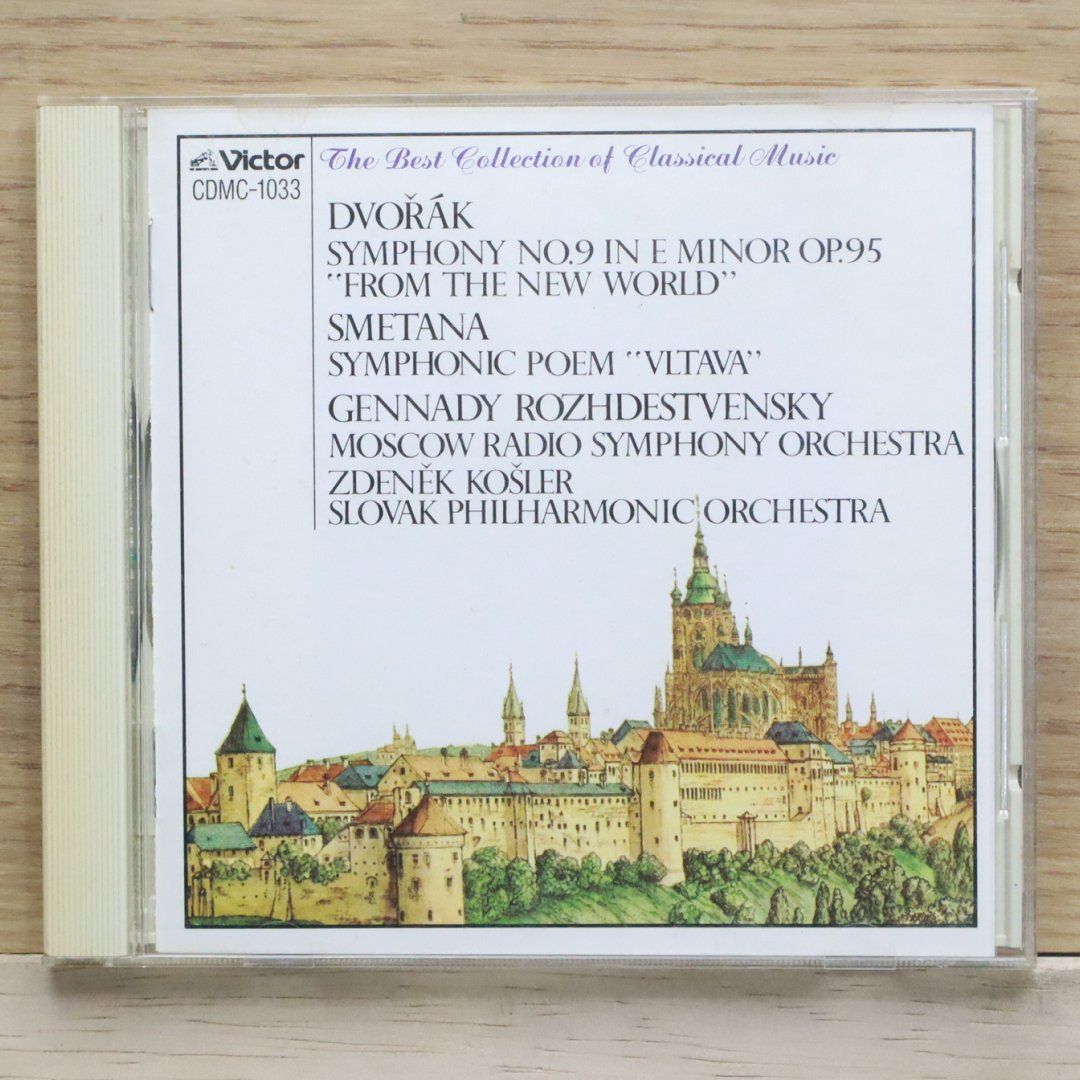 Victor
CDMC-1033
The Best Collection of Classical Music
DVOŘÁK
SYMPHONY NO.9 IN E MINOR OP.95
“FROM THE NEW WORLD”
SMETANA
SYMPHONIC POEM “VLTAVA”
GENNADY ROZHDESTVENSKY
MOSCOW RADIO SYMPHONY ORCHESTRA
ZDENĚK KOŠLER
SLOVAK PHILHARMONIC ORCHESTRA